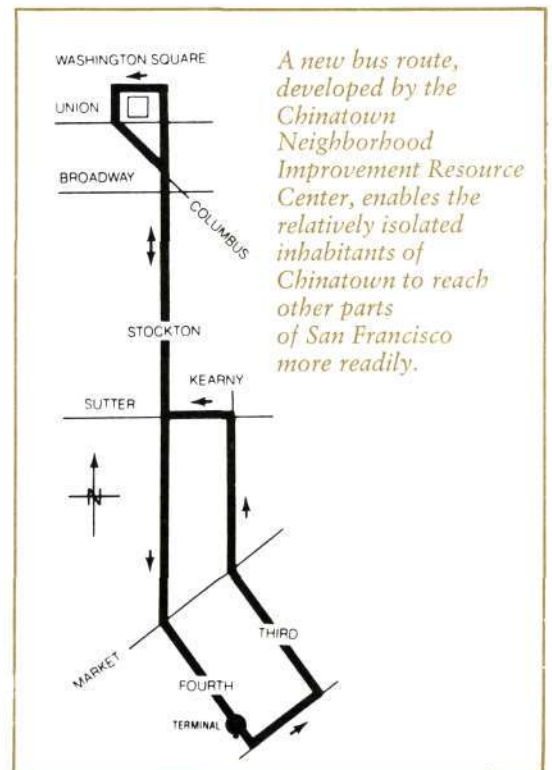 WASHINGTON SQUARE
UNION
BROADWAY
COLUMBUS
STOCKTON
KEARNY
SUTTER
N
MARKET
THIRD
FOURTH
TERMINAL
A new bus route,
developed by the
Chinatown
Neighborhood
Improvement Resource
Center, enables the
relatively isolated
inhabitants of
Chinatown to reach
other parts
of San Francisco
more readily.